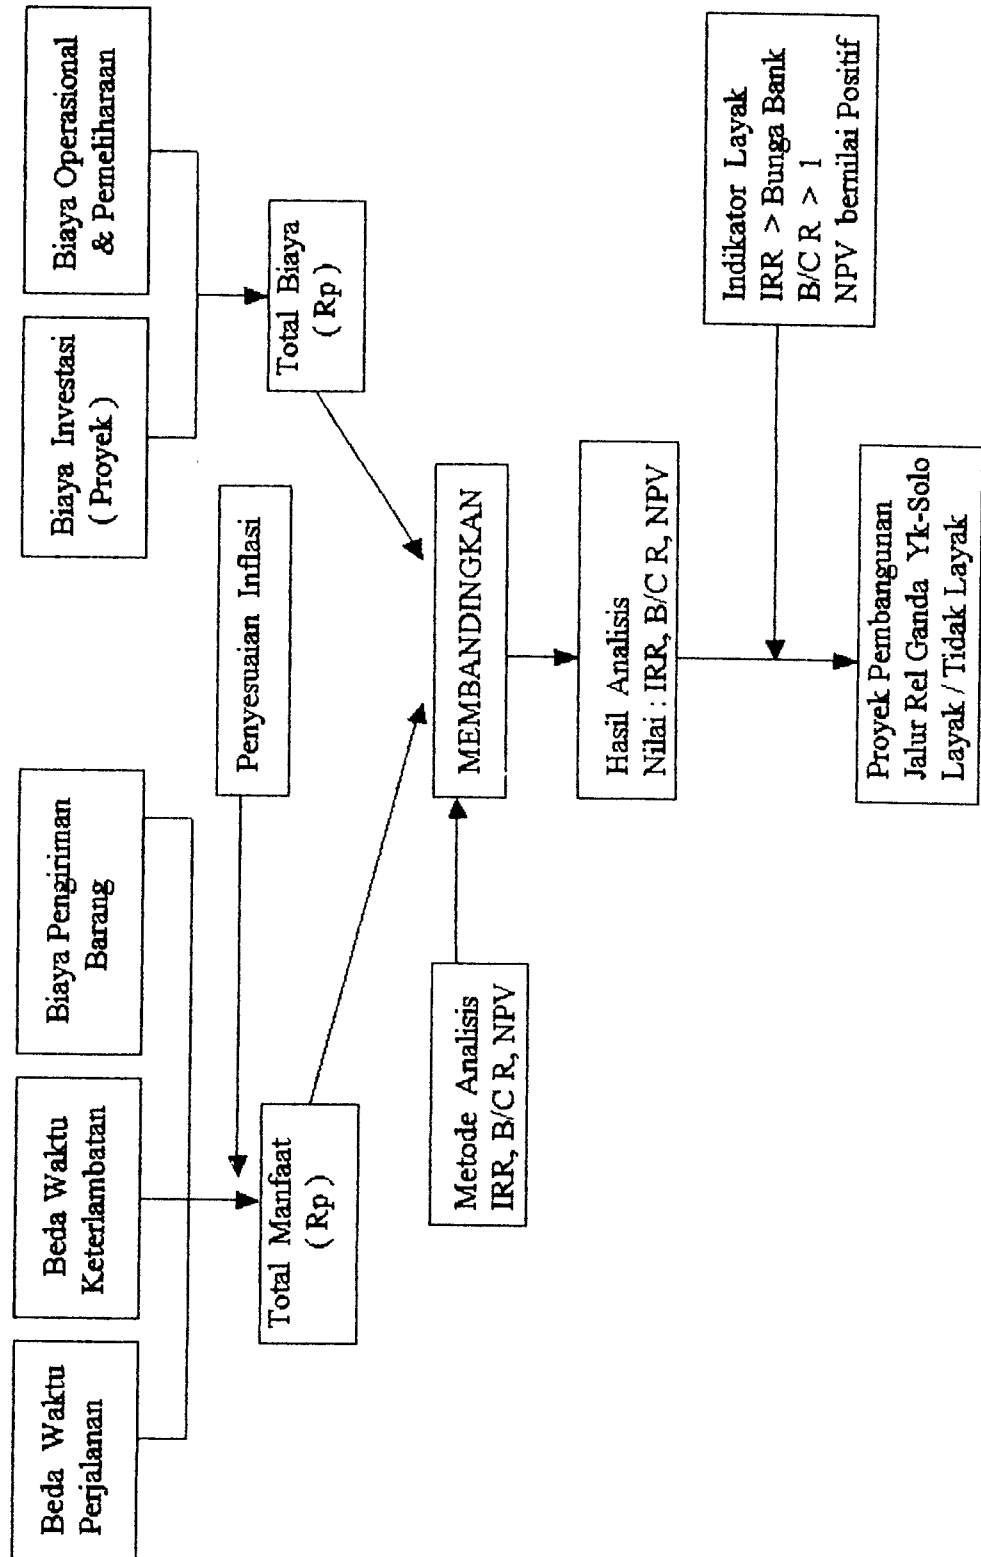 Beda Waktu
Perjalanan
Beda Waktu
Keterlambatan
Biaya Pengiriman
Barang
Biaya Investasi
( Proyek )
Biaya Operasional
& Pemeliharaan
Penyesuaian Inflasi
Total Manfaat
( Rp )
Total Biaya
( Rp )
Metode Analisis
IRR, B/C R, NPV
MEMBANDINGKAN
Hasil Analisis
Nilai : IRR, B/C R, NPV
Indikator Layak
IRR > Bunga Bank
B/C R > 1
NPV bernilai Positif
Proyek Pembangunan
Jalur Rel Ganda Yk-Solo
Layak / Tidak Layak